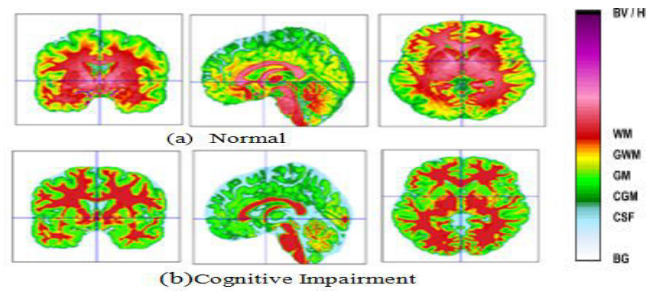 BV / H
(a) Normal
WM
GWM
GM
CGM
CSF
BG
(b)Cognitive Impairment